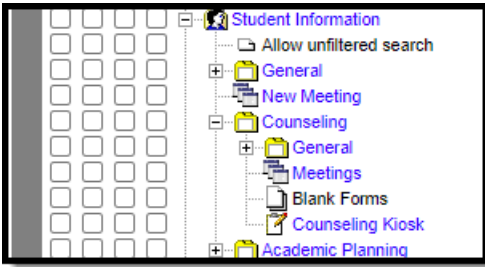 Student Information
Allow unfiltered search
General
New Meeting
Counseling
General
Meetings
Blank Forms
Counseling Kiosk
Academic Planning